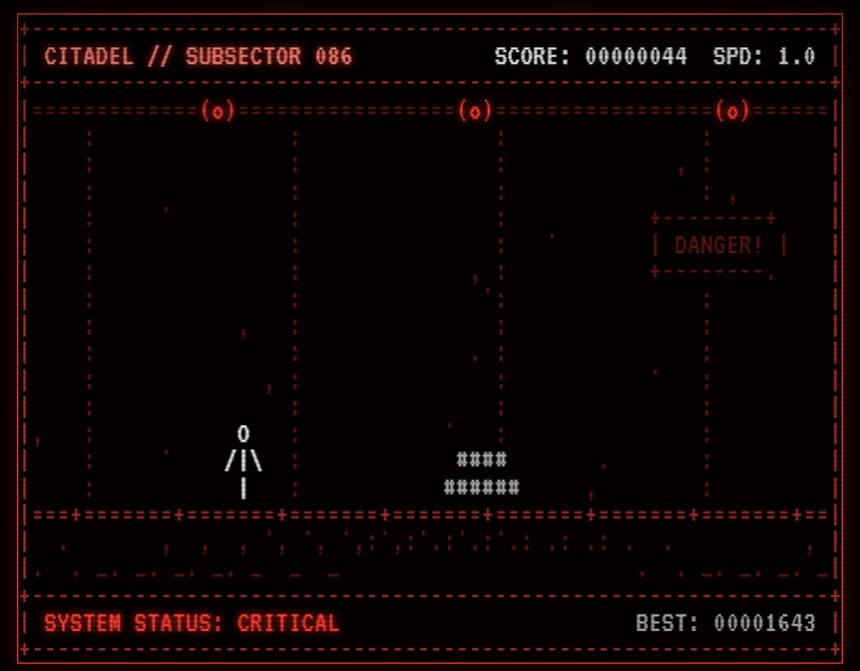 CITADEL // SUBSECTOR 086 SCORE: 00000044 SPD: 1.0
DANGER!
SYSTEM STATUS: CRITICAL BEST: 00001643